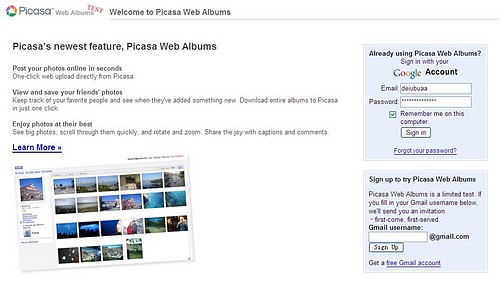 Picasa™ Web Albums TEST Welcome to Picasa Web Albums
Picasa's newest feature, Picasa Web Albums
Post your photos online in seconds
One-click web upload directly from Picasa.
View and save your friends' photos
Keep track of your favorite people and see when they've added something new. Download entire albums to Picasa
in just one click.
Enjoy photos at their best
See big photos, scroll through them quickly, and rotate and zoom. Share the joy with captions and comments.
Learn More »
Already using Picasa Web Albums?
Sign in with your
Google Account
Email: deiubuaa
Password: **************
Remember me on this
computer.
Sign in
Forgot your password?
Sign up to try Picasa Web Albums
Picasa Web Albums is a limited test. If
you fill in your Gmail username below,
we'll send you an invitation
- first-come, first-served.
Gmail username:
@gmail.com
Sign Up
Get a free Gmail account